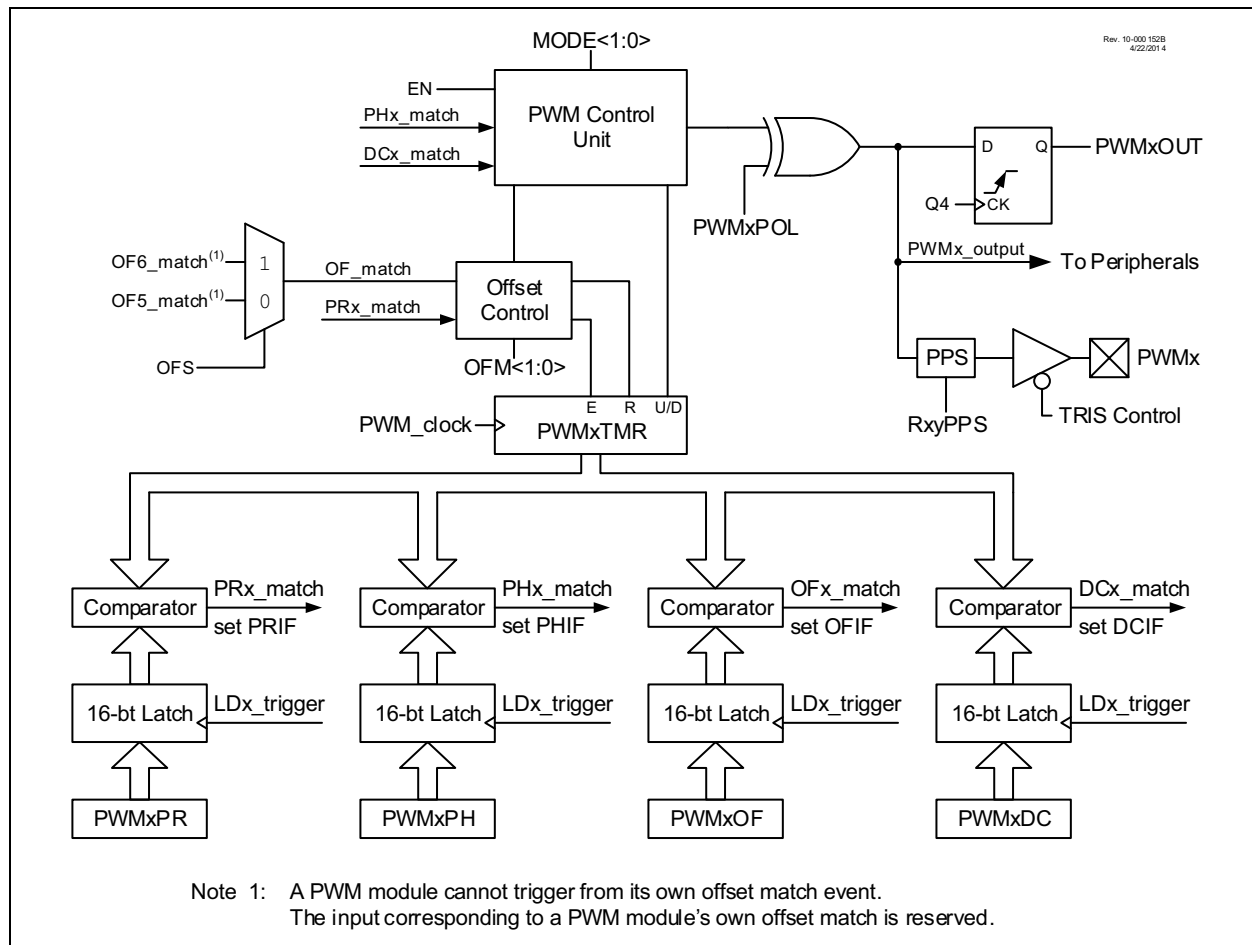 Rev. 10-000 152B
4/22/201 4
MODE<1:0>
EN
PHx_match
DCx_match
PWM Control
Unit
PWMxPOL
D
Q
CK
Q4
PWMxOUT
PWMx_output
To Peripherals
OF6_match(1)
OF5_match(1)
1
0
OFS
OF_match
PRx_match
Offset
Control
OFM<1:0>
PPS
RxyPPS
PWMx
TRIS Control
E
R
U/D
PWM_clock
PWMxTMR
Comparator
PRx_match
set PRIF
Comparator
PHx_match
set PHIF
Comparator
OFx_match
set OFIF
Comparator
DCx_match
set DCIF
16-bt Latch
LDx_trigger
16-bt Latch
LDx_trigger
16-bt Latch
LDx_trigger
16-bt Latch
LDx_trigger
PWMxPR
PWMxPH
PWMxOF
PWMxDC
Note 1: A PWM module cannot trigger from its own offset match event.
The input corresponding to a PWM module's own offset match is reserved.